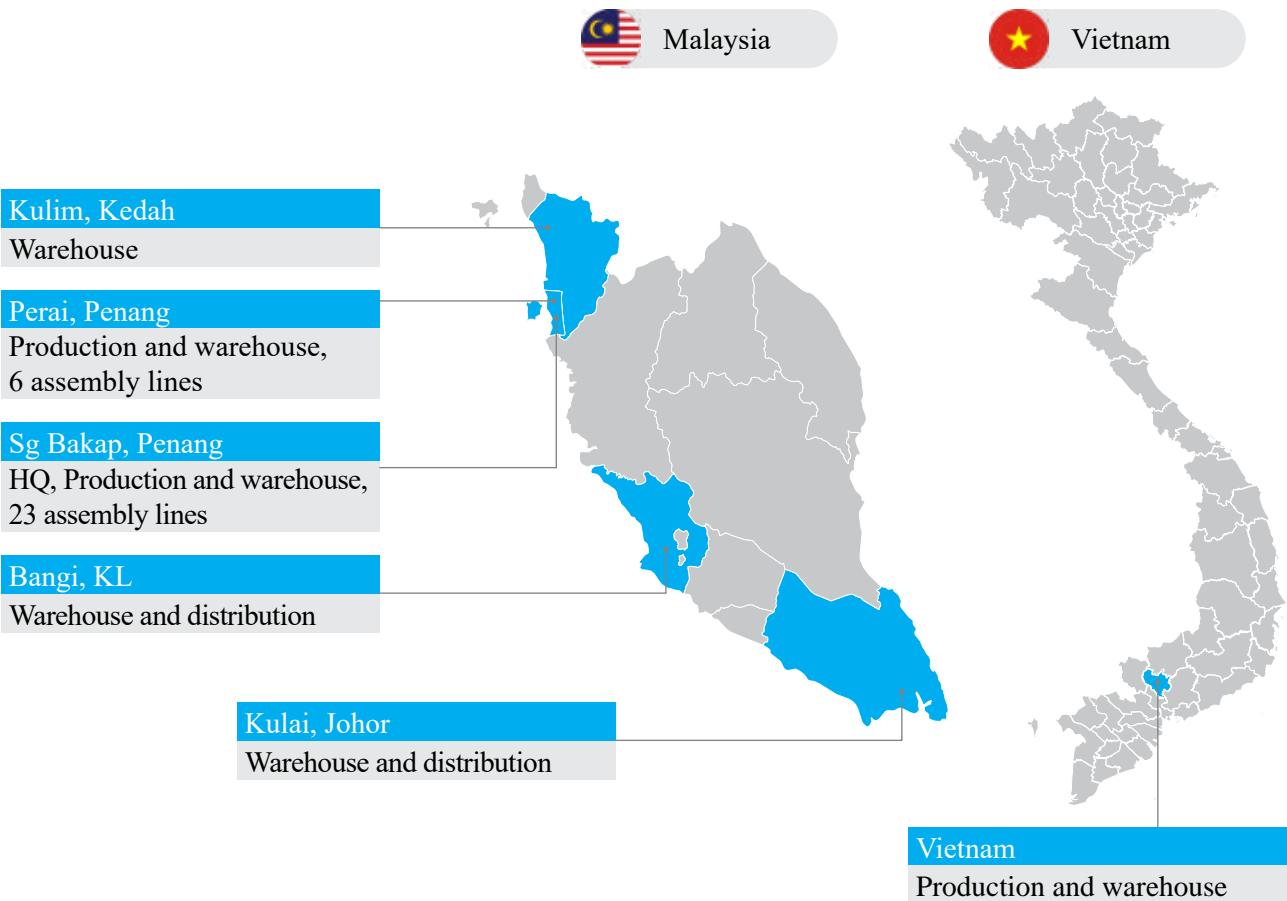 Malaysia
Vietnam
Kulim, Kedah
Warehouse
Perai, Penang
Production and warehouse,
6 assembly lines
Sg Bakap, Penang
HQ, Production and warehouse,
23 assembly lines
Bangi, KL
Warehouse and distribution
Kulai, Johor
Warehouse and distribution
Vietnam
Production and warehouse